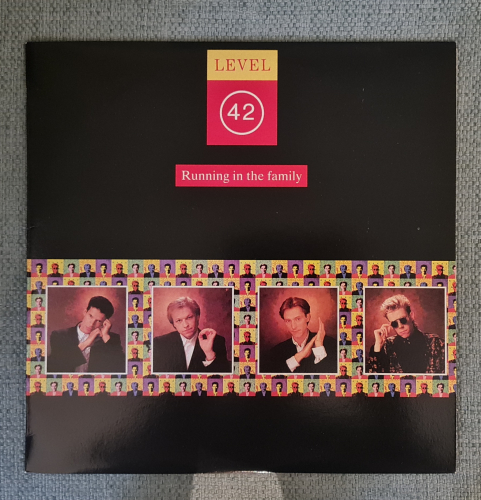 LEVEL
42
Running in the family